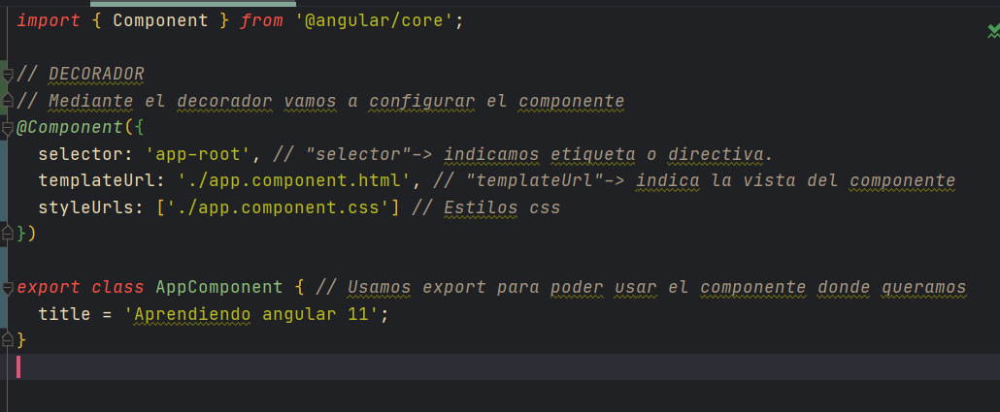 import { Component } from '@angular/core';
// DECORADOR
// Mediante el decorador vamos a configurar el componente
@Component({
selector: 'app-root', // "selector"-> indicamos etiqueta o directiva.
templateUrl: './app.component.html', // "templateUrl"-> indica la vista del componente
styleUrls: ['./app.component.css'] // Estilos css
})
export class AppComponent { // Usamos export para poder usar el componente donde queramos
title = 'Aprendiendo angular 11';
}